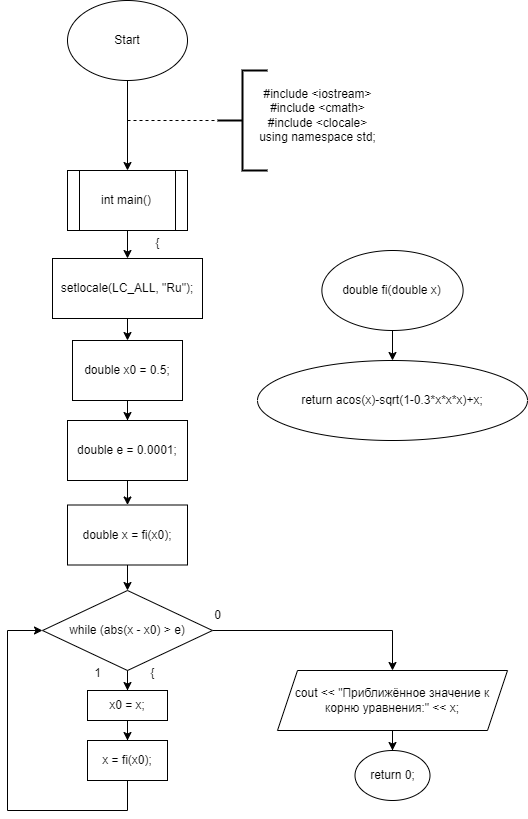 Start
#include <iostream>
#include <cmath>
#include <clocale>
using namespace std;
int main()
{
setlocale(LC_ALL, "Ru");
double fi(double x)
double x0 = 0.5;
return acos(x)-sqrt(1-0.3*x*x*x)+x;
double e = 0.0001;
double x = fi(x0);
while (abs(x - x0) > e)
0
1
{
x0 = x;
x = fi(x0);
cout << "Приближённое значение к
корню уравнения:" << x;
return 0;